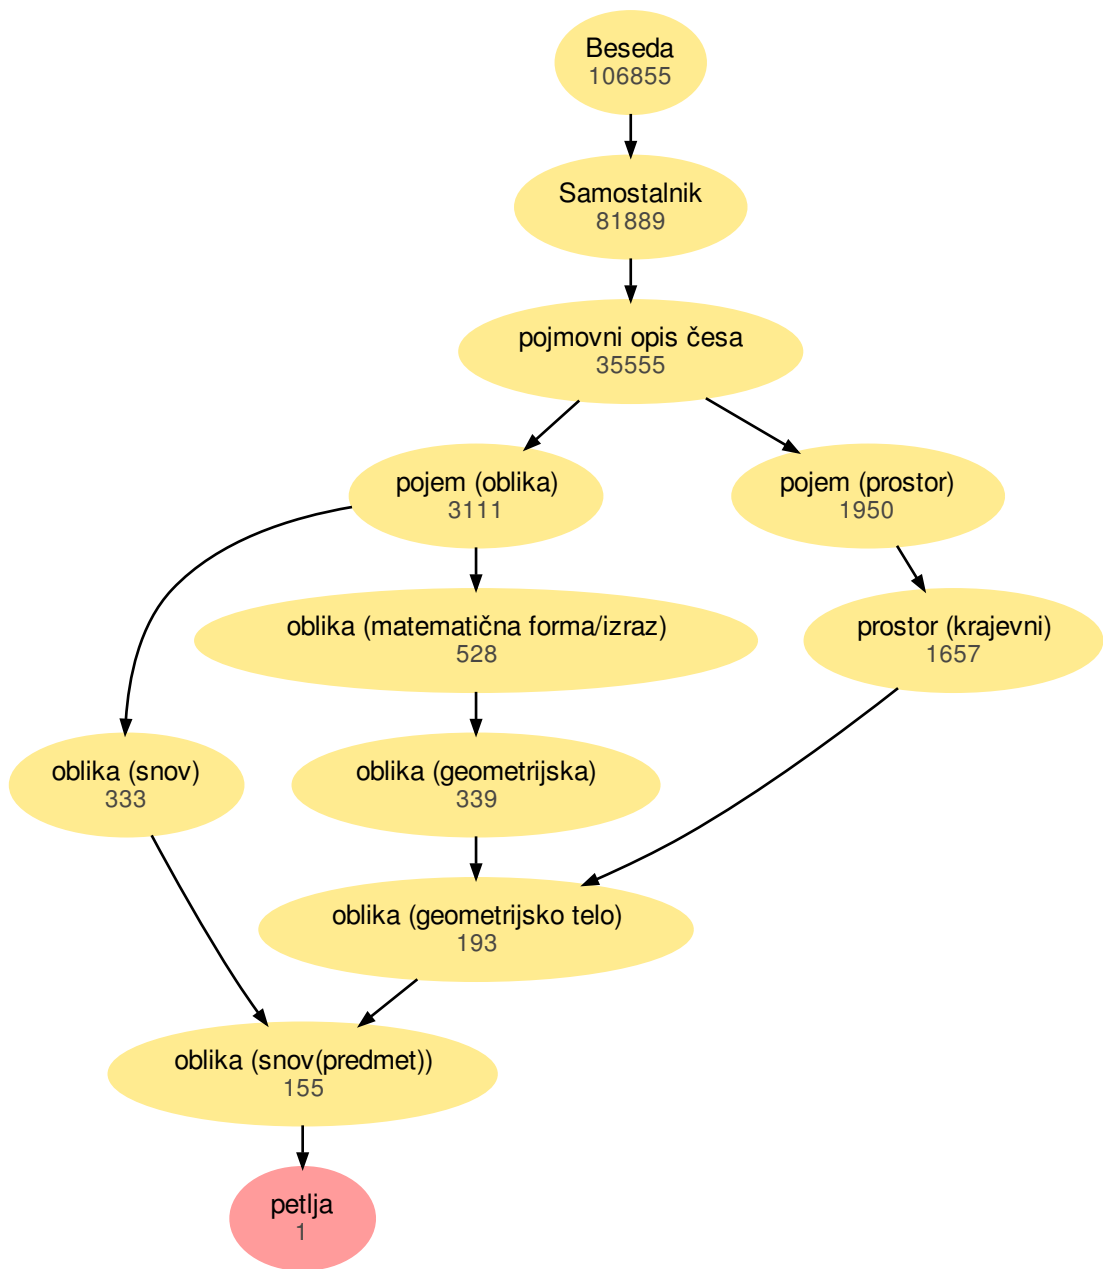 Beseda
106855
Samostalnik
81889
pojmovni opis česa
35555
pojem (oblika)
3111
pojem (prostor)
1950
oblika (matematična forma/izraz)
528
prostor (krajevni)
1657
oblika (snov)
333
oblika (geometrijska)
339
oblika (geometrijsko telo)
193
oblika (snov(predmet))
155
petlja
1